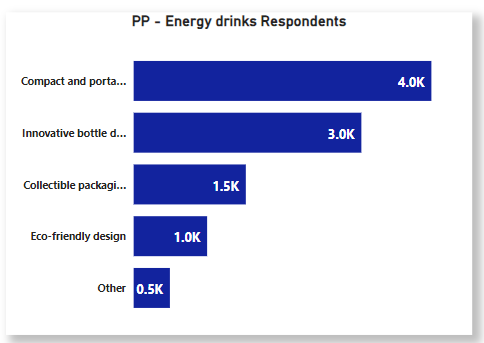 PP - Energy drinks Respondents
Compact and porta... 4.0K
Innovative bottle d... 3.0K
Collectible packagi... 1.5K
Eco-friendly design 1.0K
Other 0.5K